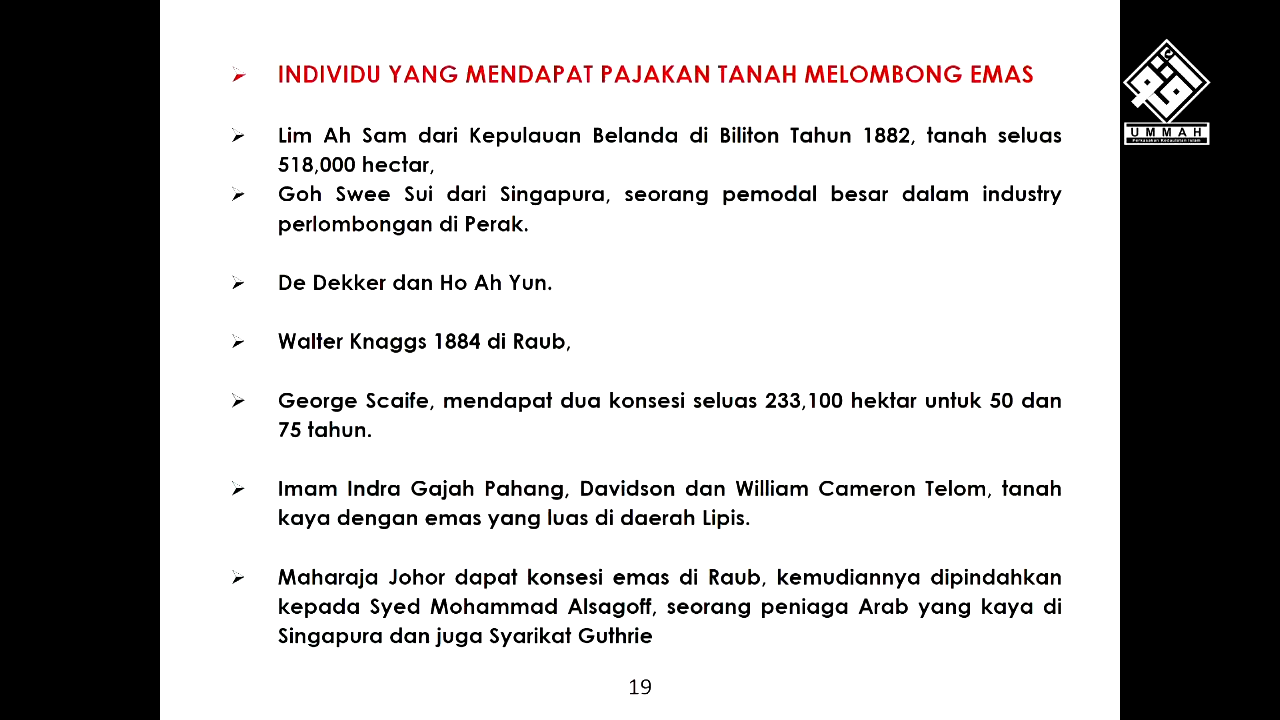 INDIVIDU YANG MENDAPAT PAJAKAN TANAH MELOMBONG EMAS
Lim Ah Sam dari Kepulauan Belanda di Biliton Tahun 1882, tanah seluas
518,000 hectar,
Goh Swee Sui dari Singapura, seorang pemodal besar dalam industry
perlombongan di Perak.
De Dekker dan Ho Ah Yun.
Walter Knaggs 1884 di Raub,
George Scaife, mendapat dua konsesi seluas 233,100 hektar untuk 50 dan
75 tahun.
Imam Indra Gajah Pahang, Davidson dan William Cameron Telom, tanah
kaya dengan emas yang luas di daerah Lipis.
Maharaja Johor dapat konsesi emas di Raub, kemudiannya dipindahkan
kepada Syed Mohammad Alsagoff, seorang peniaga Arab yang kaya di
Singapura dan juga Syarikat Guthrie
19
UMMAH